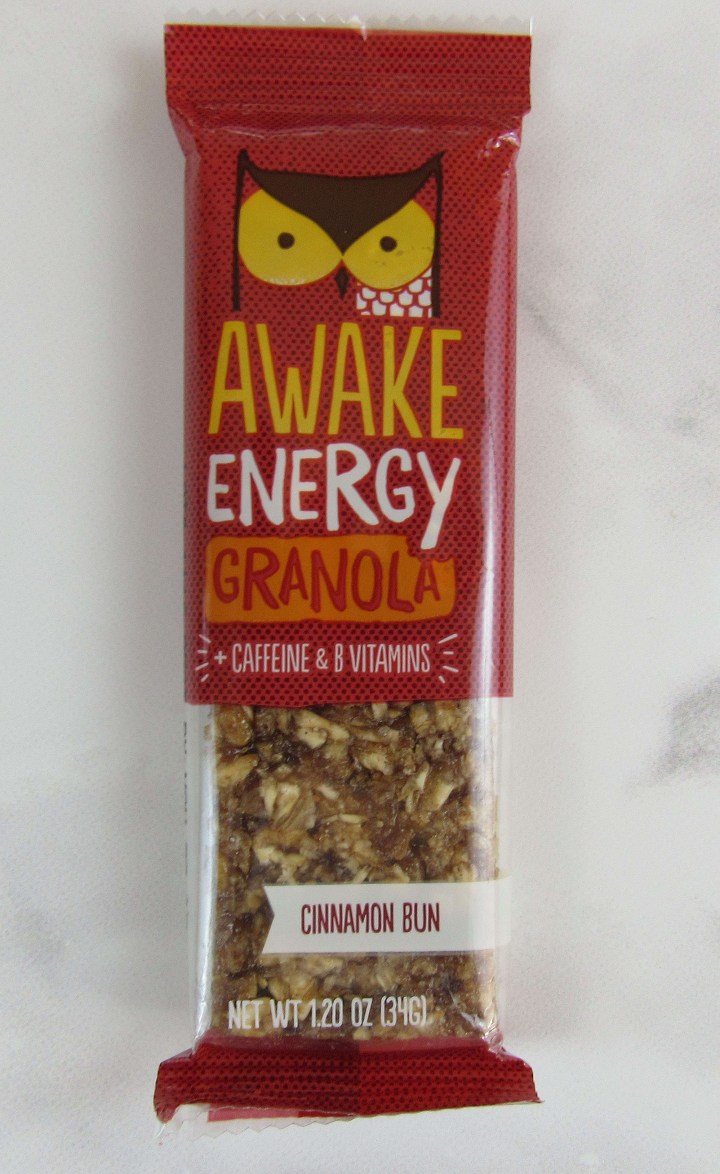 AWAKE
ENERGY
GRANOLA
+ CAFFEINE & B VITAMINS
CINNAMON BUN
NET WT 1.20 OZ (34G)